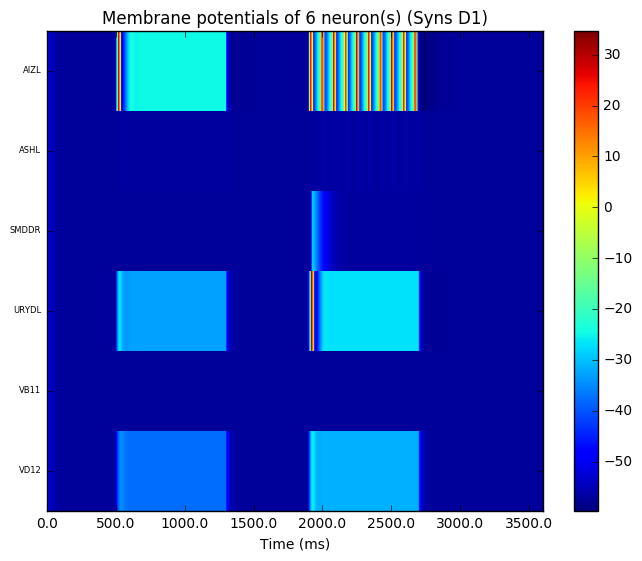 Membrane potentials of 6 neuron(s) (Syns D1)
AIZL
ASHL
SMDDR
URYDL
VB11
VD12
0.0 500.0 1000.0 1500.0 2000.0 2500.0 3000.0 3500.0
Time (ms)
30
20
10
0
−10
−20
−30
−40
−50